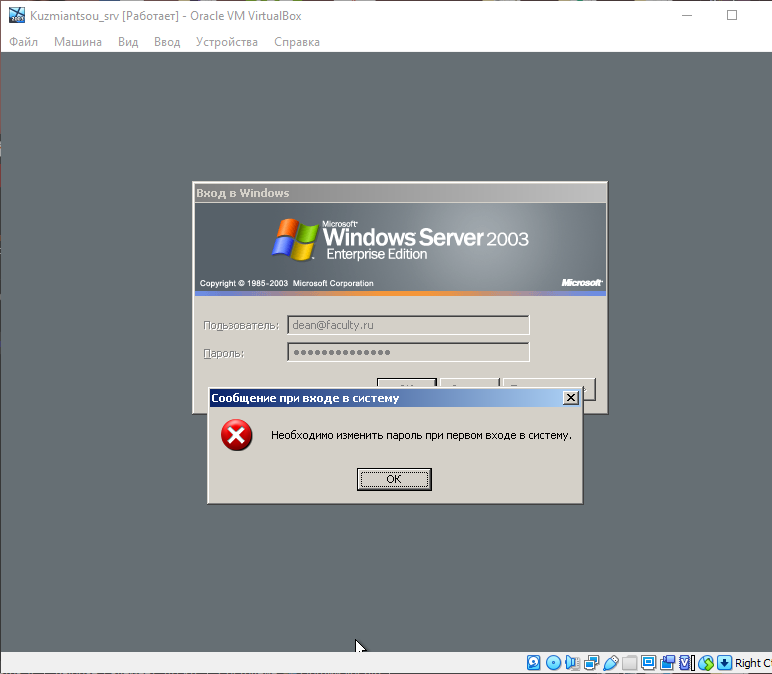 Kuzmiantsou_srv [Работает] - Oracle VM VirtualBox
Файл Машина Вид Ввод Устройства Справка
Вход в Windows
Microsoft
Windows Server 2003
Enterprise Edition
Copyright © 1985-2003 Microsoft Corporation Microsoft
Пользователь: dean@faculty.ru
Пароль: ●●●●●●●●●●●●●●
Сообщение при входе в систему
Необходимо изменить пароль при первом входе в систему.
OK
Right